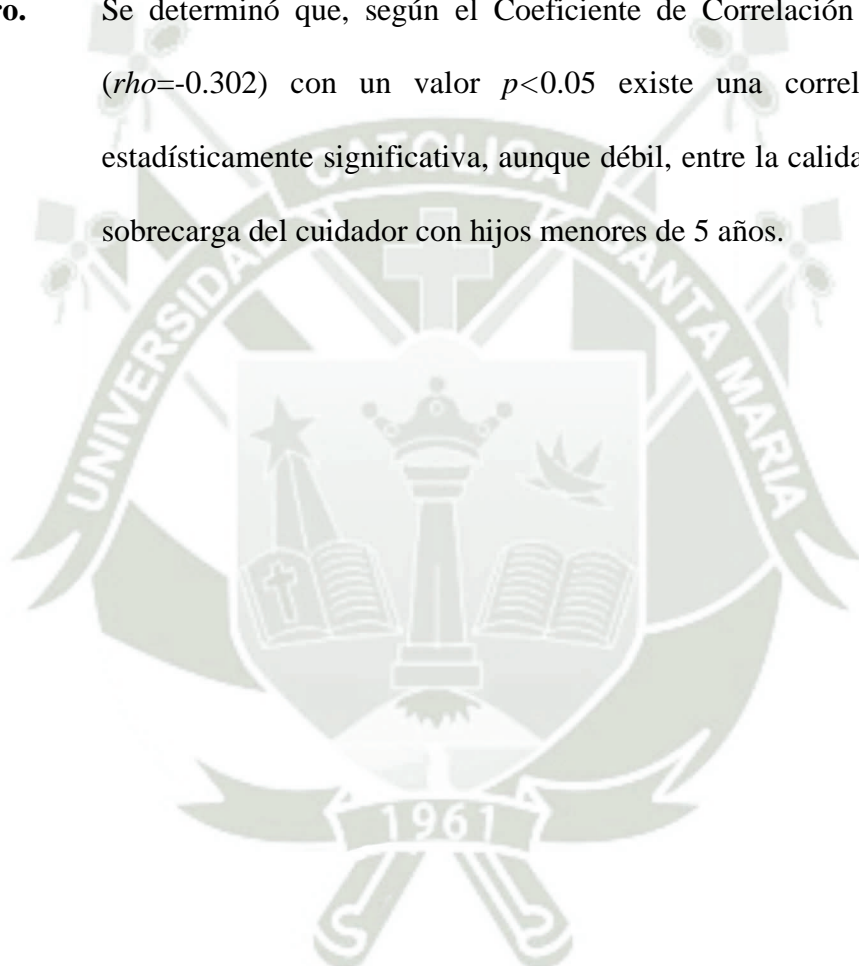 ro. Se determinó que, según el Coeficiente de Correlación
(rho=-0.302) con un valor p<0.05 existe una correl
estadísticamente significativa, aunque débil, entre la calida
sobrecarga del cuidador con hijos menores de 5 años.
UNIVERSIDAD CATOLICA SANTA MARIA
1961